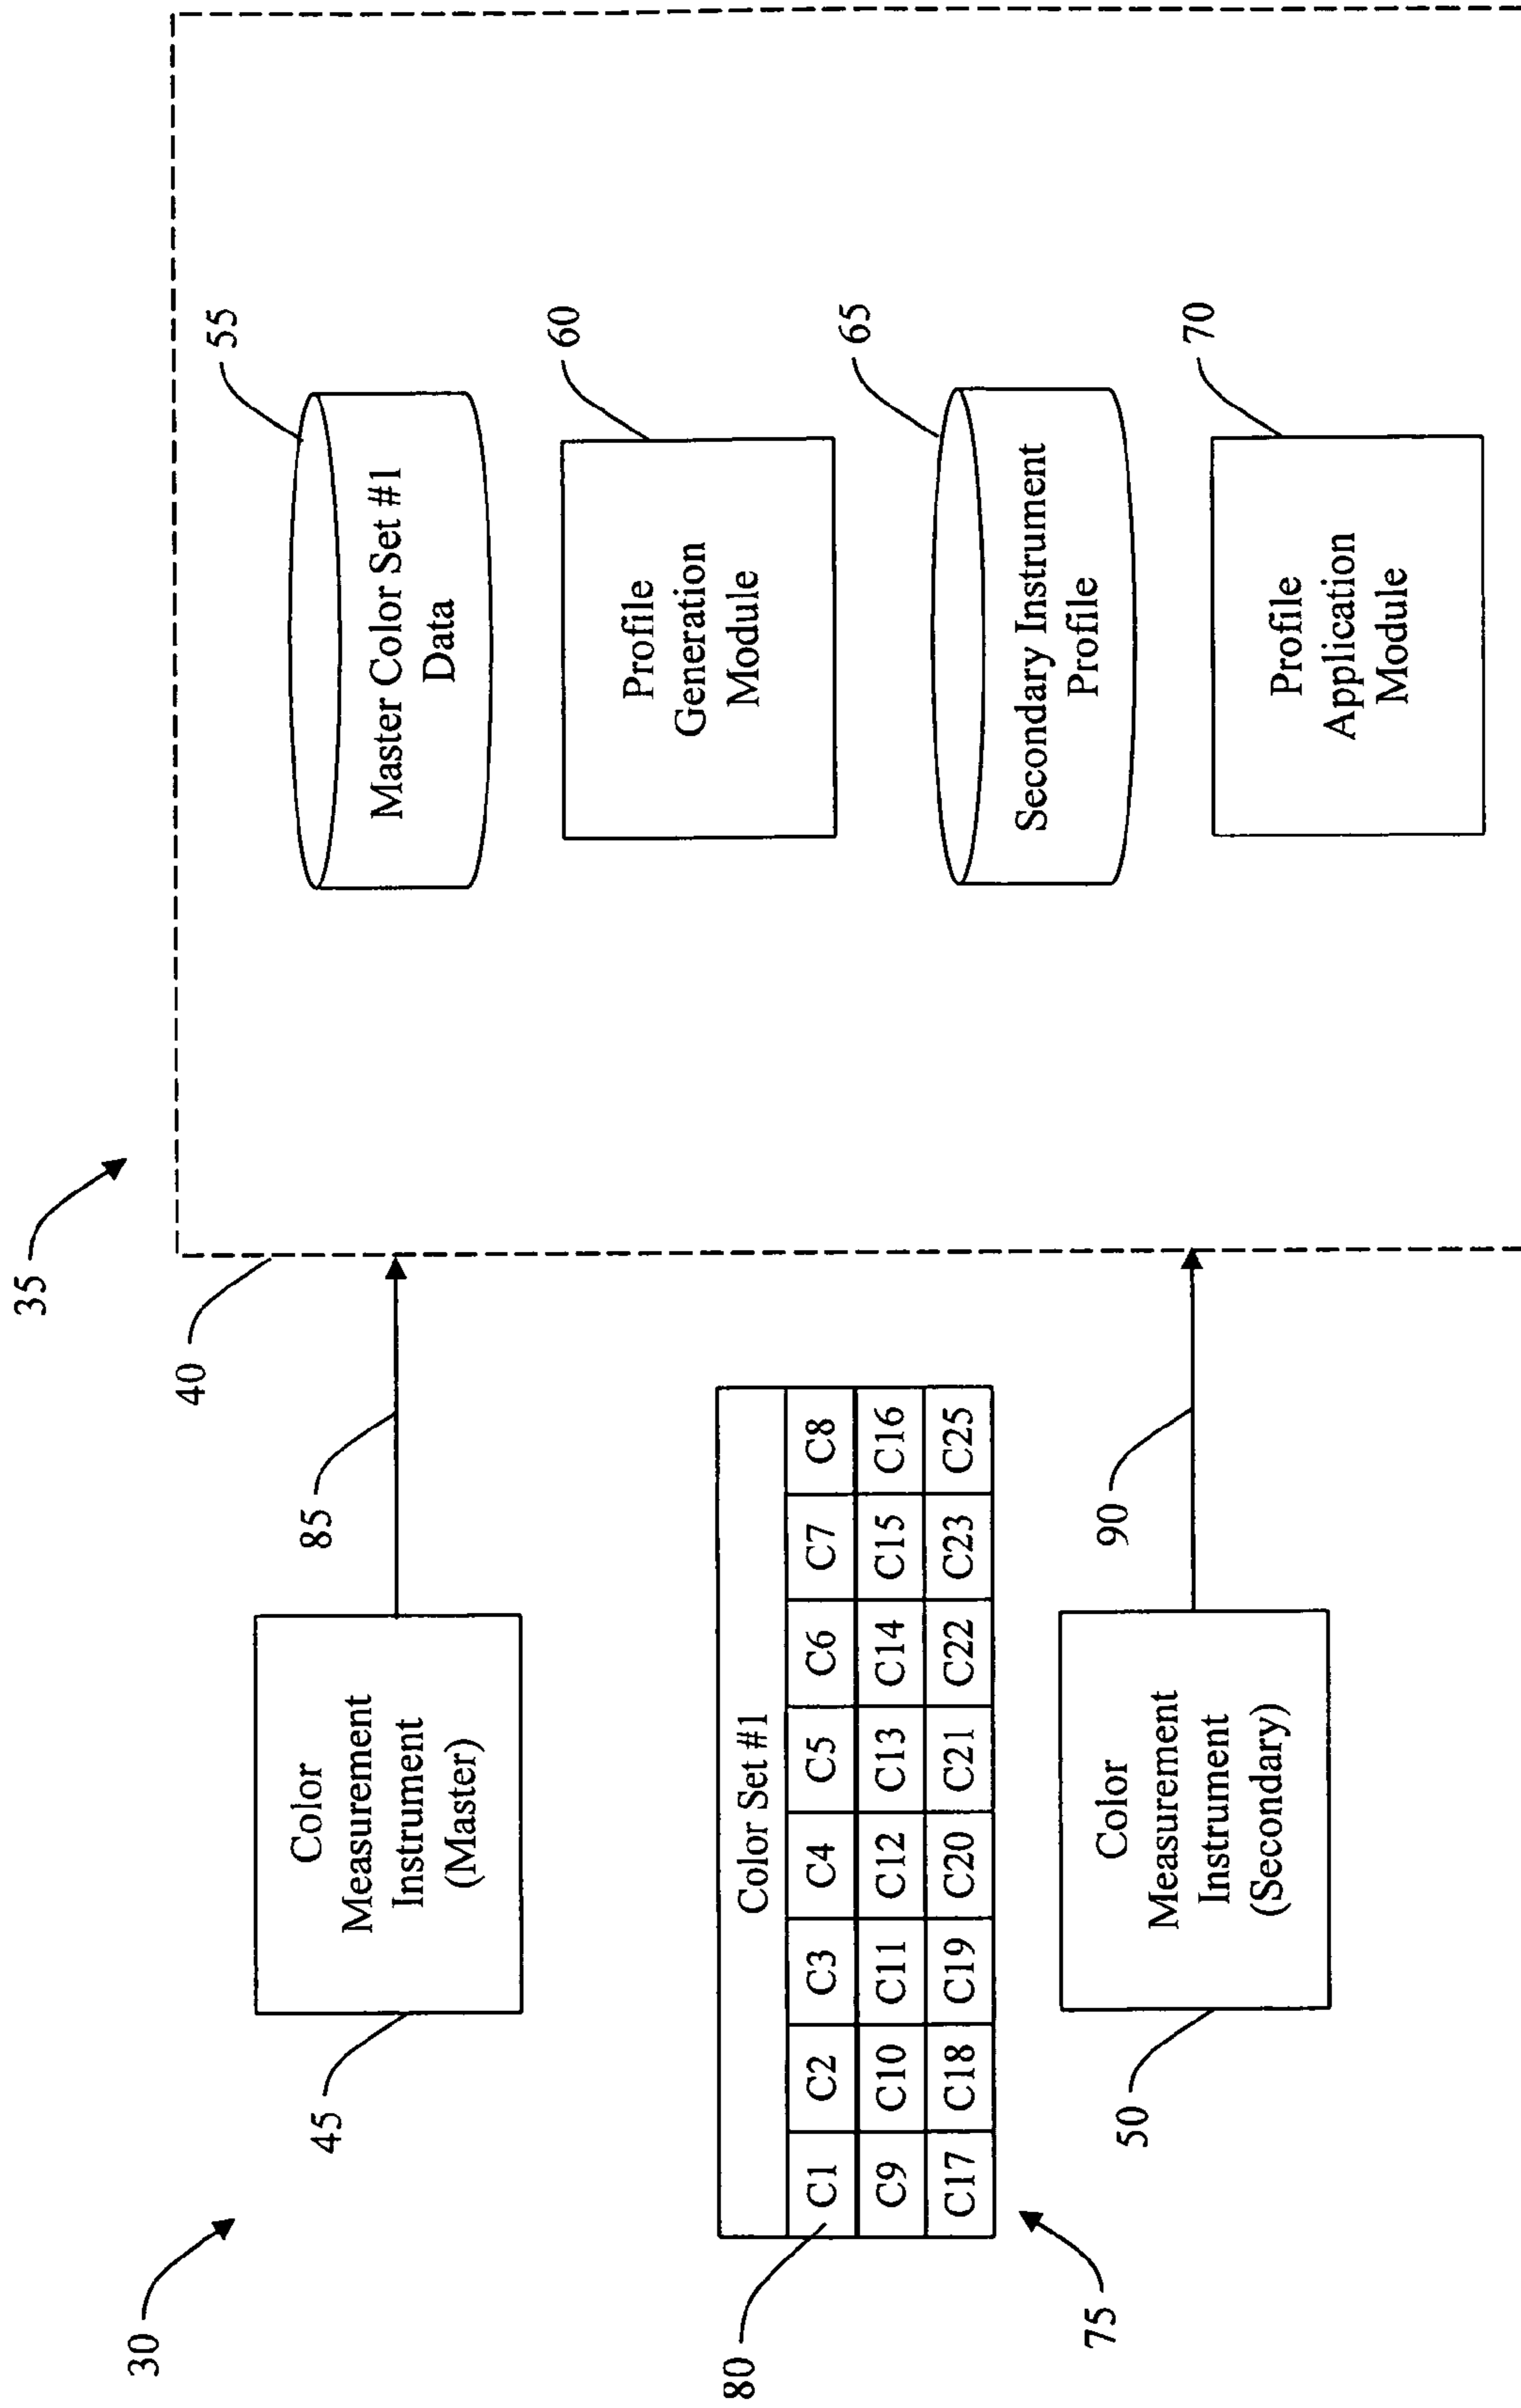 35
40
30
45
Color
Measurement
Instrument
(Master)
85
80
Color Set #1
C1 C2 C3 C4 C5 C6 C7 C8
C9 C10 C11 C12 C13 C14 C15 C16
C17 C18 C19 C20 C21 C22 C23 C25
75
50
Color
Measurement
Instrument
(Secondary)
90
55
Master Color Set #1
Data
60
Profile
Generation
Module
65
Secondary Instrument
Profile
70
Profile
Application
Module